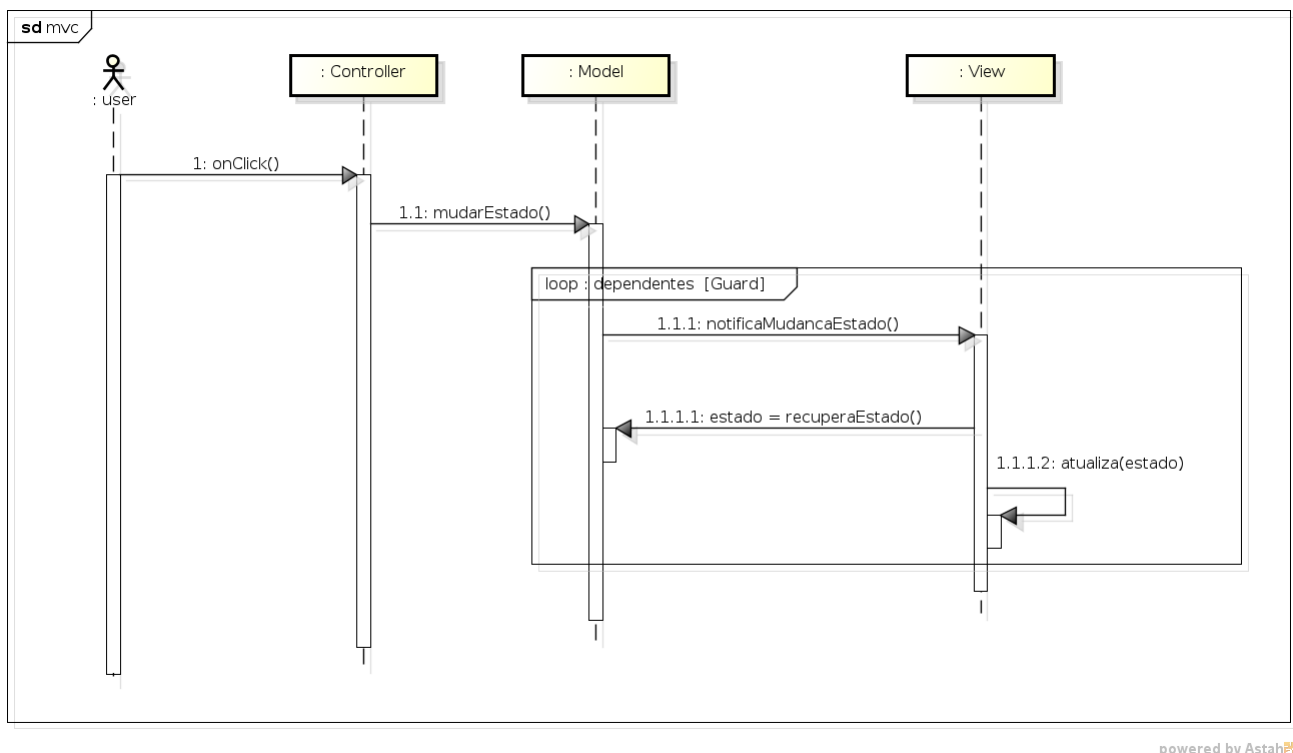 sd mvc
: user
: Controller
: Model
: View
1: onClick()
1.1: mudarEstado()
loop : dependentes [Guard]
1.1.1: notificaMudancaEstado()
1.1.1.1: estado = recuperaEstado()
1.1.1.2: atualiza(estado)
powered by Astah